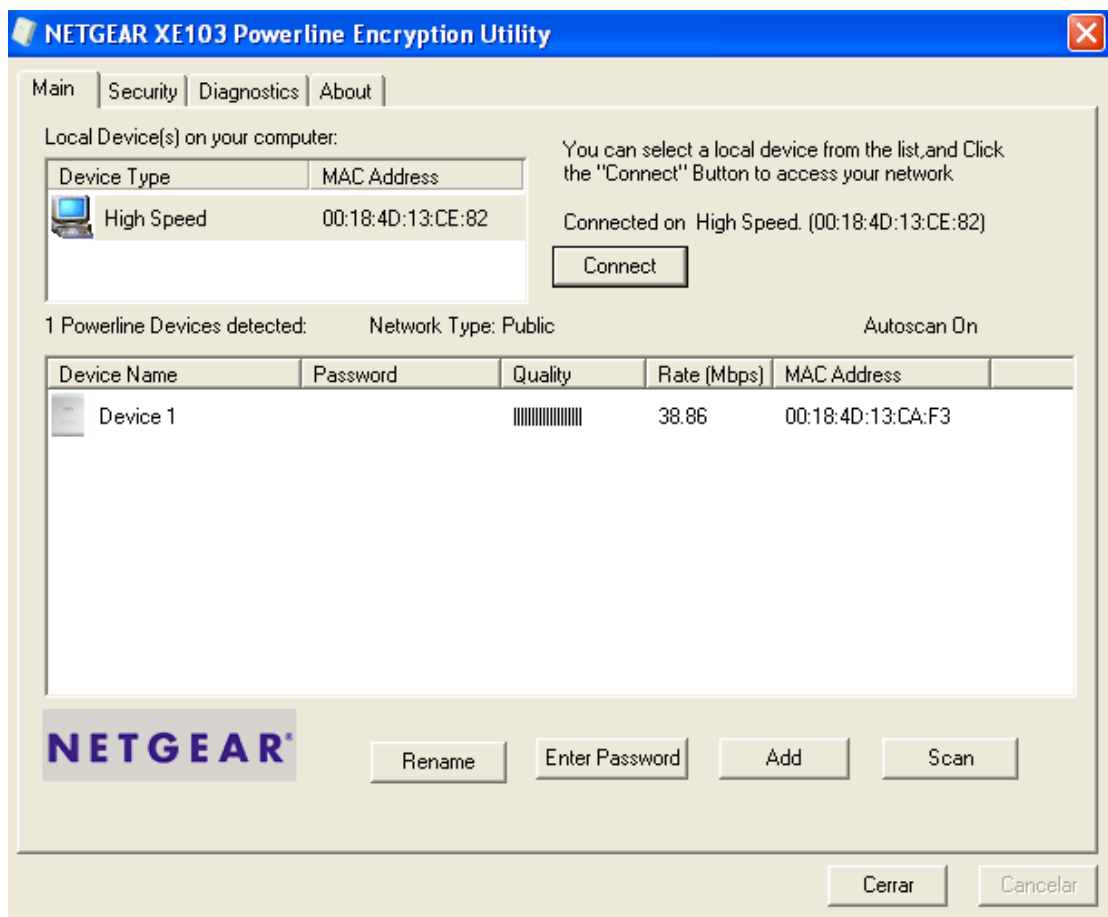 NETGEAR XE103 Powerline Encryption Utility
Main Security Diagnostics About
Local Device(s) on your computer:
Device Type MAC Address
High Speed 00:18:4D:13:CE:82
You can select a local device from the list,and Click
the "Connect" Button to access your network
Connected on High Speed. (00:18:4D:13:CE:82)
Connect
1 Powerline Devices detected: Network Type: Public Autoscan On
Device Name Password Quality Rate (Mbps) MAC Address
Device 1 38.86 00:18:4D:13:CA:F3
NETGEAR®
Rename Enter Password Add Scan
Cerrar Cancelar